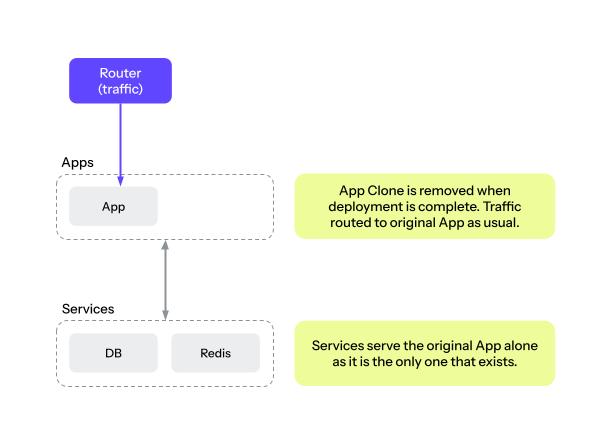 Router
(traffic)
Apps
App
App Clone is removed when
deployment is complete. Traffic
routed to original App as usual.
Services
DB
Redis
Services serve the original App alone
as it is the only one that exists.